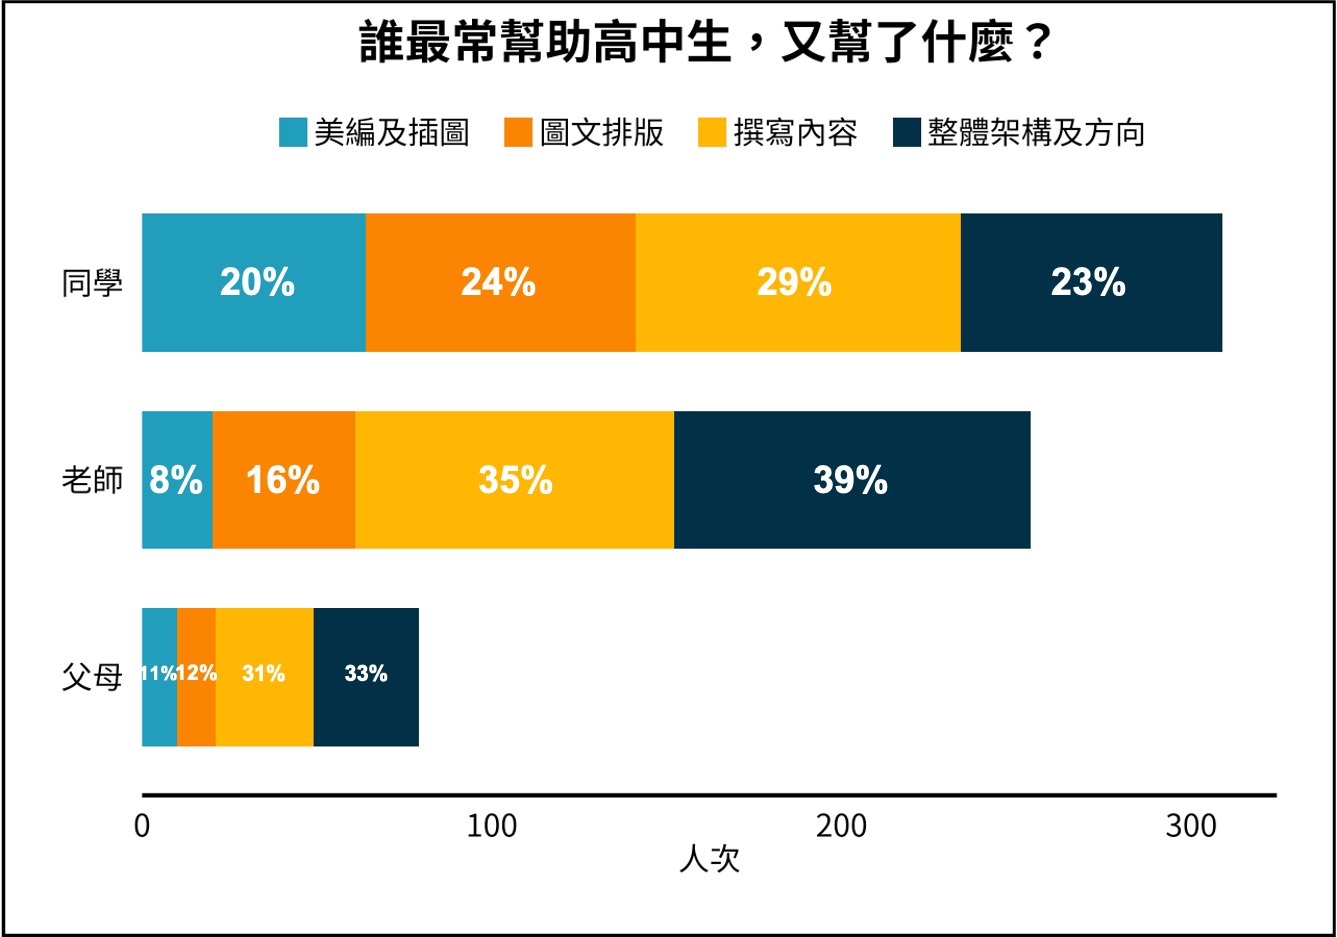 誰最常幫助高中生，又幫了什麼？
美編及插圖 圖文排版 撰寫內容 整體架構及方向
同學 20% 24% 29% 23%
老師 8% 16% 35% 39%
父母 11% 12% 31% 33%
0 100 200 300
人次